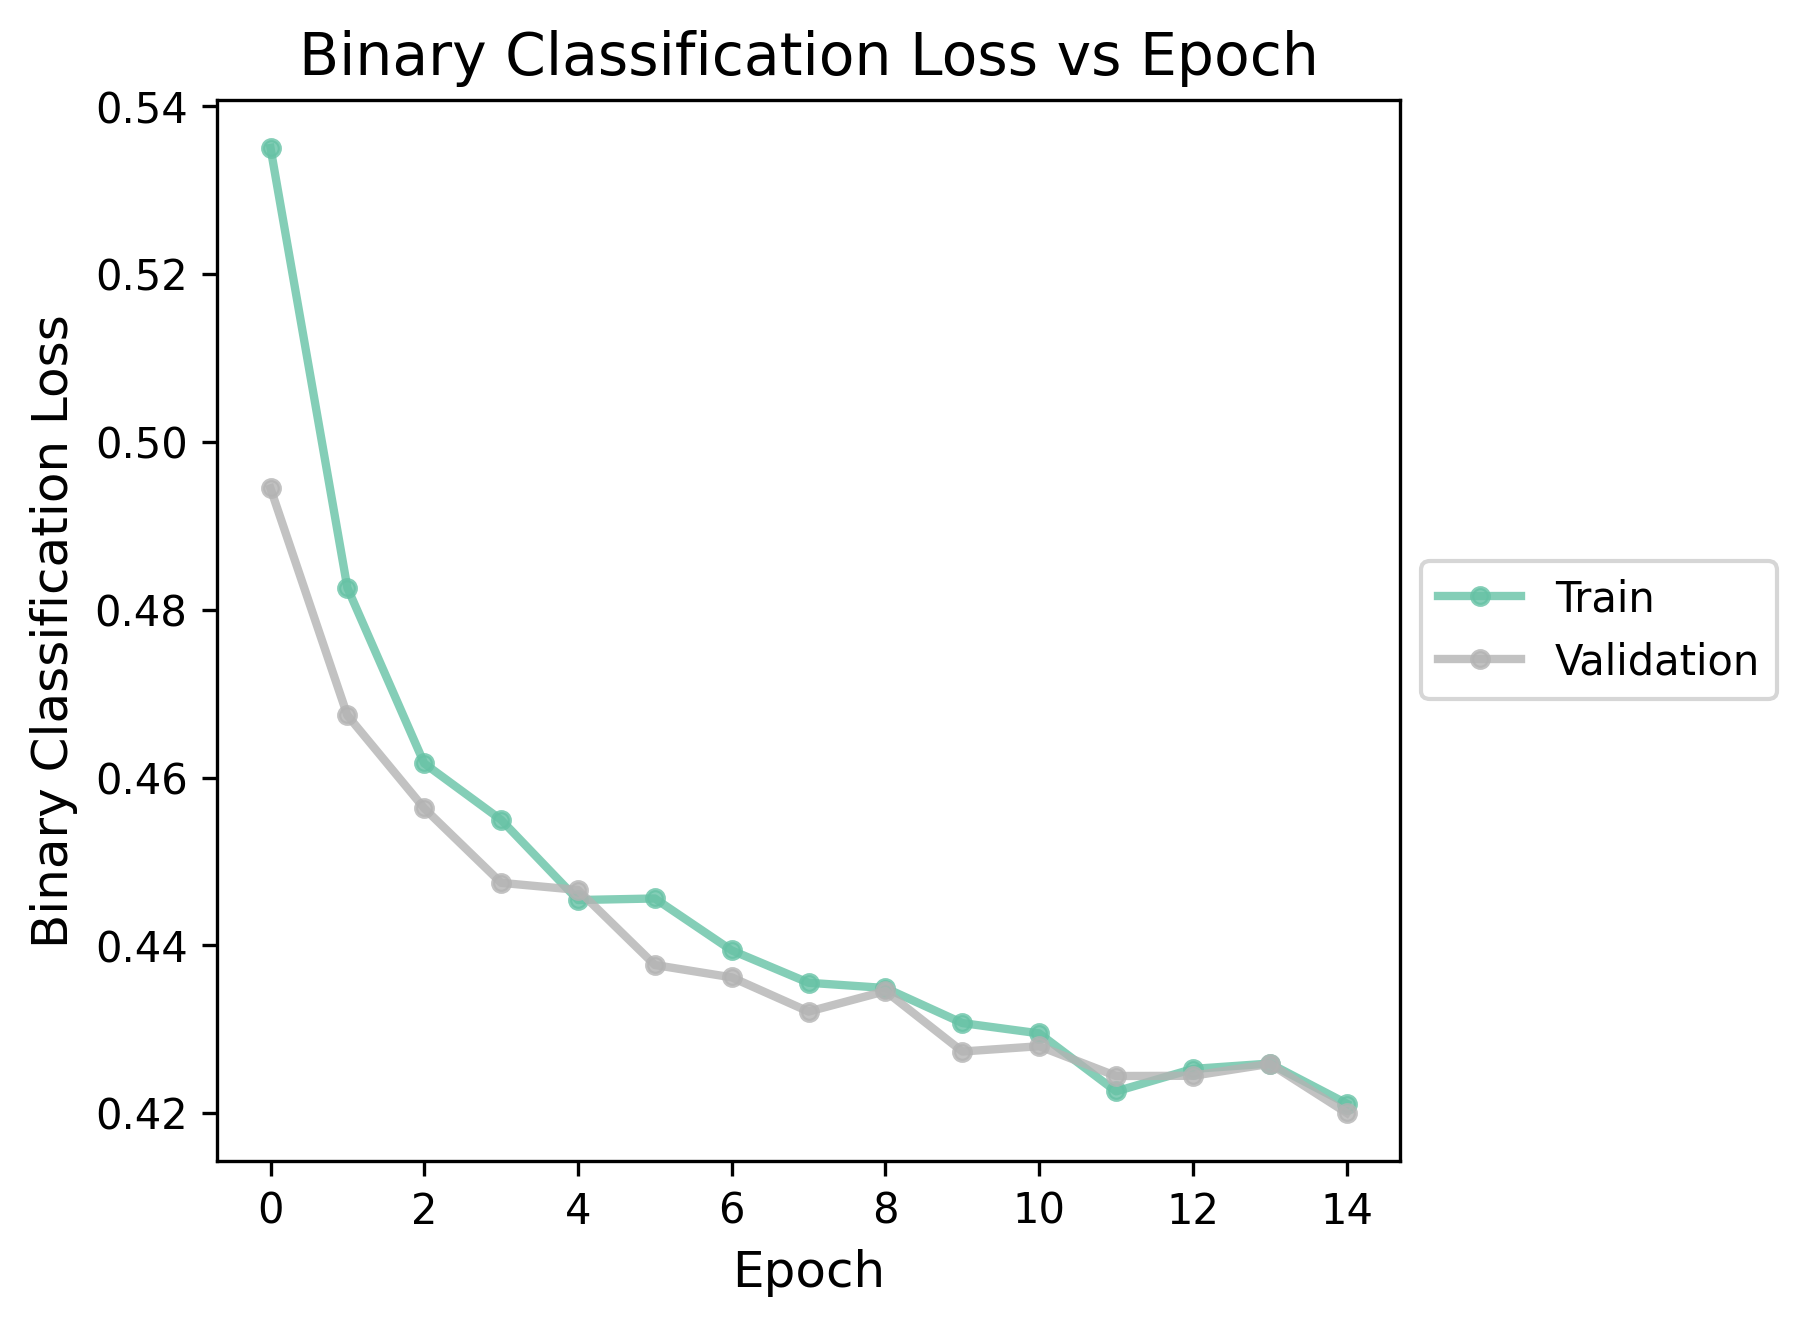 Binary Classification Loss vs Epoch
Binary Classification Loss
0.54
0.52
0.50
0.48
0.46
0.44
0.42
0 2 4 6 8 10 12 14
Epoch
Train
Validation